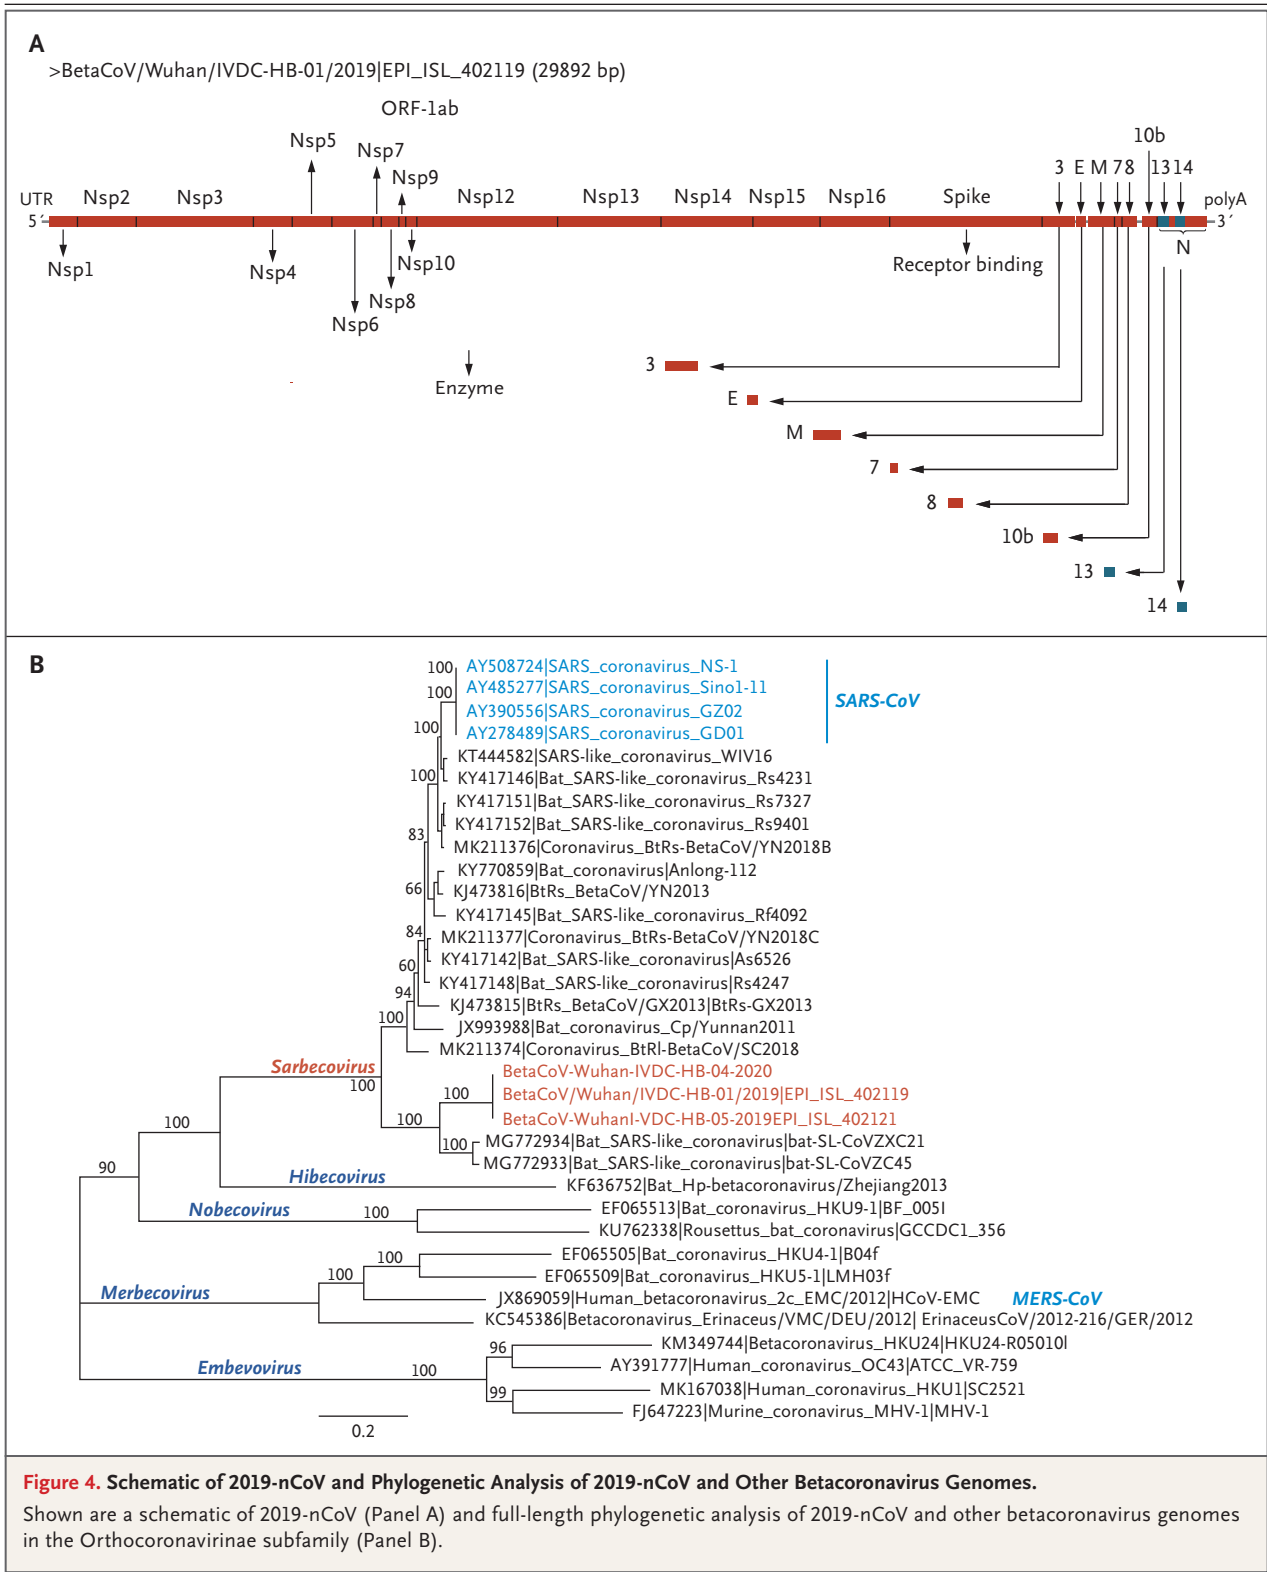 A
>BetaCoV/Wuhan/IVDC-HB-01/2019|EPI_ISL_402119 (29892 bp)
ORF-1ab
10b
Nsp5
Nsp7
Nsp9
3 E M 7 8 13 14
UTR
Nsp2 Nsp3 Nsp12 Nsp13 Nsp14 Nsp15 Nsp16 Spike
polyA
5′ 3′
Nsp1 Nsp4 Nsp10 Receptor binding N
Nsp8
Nsp6
3
Enzyme
E
M
7
8
10b
13
14
B
100 AY508724|SARS_coronavirus_NS-1
100 AY485277|SARS_coronavirus_Sino1-11
SARS-CoV
AY390556|SARS_coronavirus_GZ02
100 AY278489|SARS_coronavirus_GD01
KT444582|SARS-like_coronavirus_WIV16
100 KY417146|Bat_SARS-like_coronavirus_Rs4231
KY417151|Bat_SARS-like_coronavirus_Rs7327
83 KY417152|Bat_SARS-like_coronavirus_Rs9401
MK211376|Coronavirus_BtRs-BetaCoV/YN2018B
KY770859|Bat_coronavirus|Anlong-112
66 KJ473816|BtRs_BetaCoV/YN2013
KY417145|Bat_SARS-like_coronavirus_Rf4092
84 MK211377|Coronavirus_BtRs-BetaCoV/YN2018C
60 KY417142|Bat_SARS-like_coronavirus|As6526
KY417148|Bat_SARS-like_coronavirus|Rs4247
94 KJ473815|BtRs_BetaCoV/GX2013|BtRs-GX2013
100 JX993988|Bat_coronavirus_Cp/Yunnan2011
MK211374|Coronavirus_BtRl-BetaCoV/SC2018
Sarbecovirus
100 BetaCoV-Wuhan-IVDC-HB-04-2020
100 BetaCoV/Wuhan/IVDC-HB-01/2019|EPI_ISL_402119
100 BetaCoV-WuhanI-VDC-HB-05-2019EPI_ISL_402121
100 MG772934|Bat_SARS-like_coronavirus|bat-SL-CoVZXC21
100 MG772933|Bat_SARS-like_coronavirus|bat-SL-CoVZC45
90 Hibecovirus KF636752|Bat_Hp-betacoronavirus/Zhejiang2013
Nobecovirus 100 EF065513|Bat_coronavirus_HKU9-1|BF_005I
KU762338|Rousettus_bat_coronavirus|GCCDC1_356
100 EF065505|Bat_coronavirus_HKU4-1|B04f
100 EF065509|Bat_coronavirus_HKU5-1|LMH03f
Merbecovirus JX869059|Human_betacoronavirus_2c_EMC/2012|HCoV-EMC MERS-CoV
KC545386|Betacoronavirus_Erinaceus/VMC/DEU/2012| ErinaceusCoV/2012-216/GER/2012
96 KM349744|Betacoronavirus_HKU24|HKU24-R05010I
Embevovirus 100 AY391777|Human_coronavirus_OC43|ATCC_VR-759
99 MK167038|Human_coronavirus_HKU1|SC2521
FJ647223|Murine_coronavirus_MHV-1|MHV-1
0.2
Figure 4. Schematic of 2019-nCoV and Phylogenetic Analysis of 2019-nCoV and Other Betacoronavirus Genomes.
Shown are a schematic of 2019-nCoV (Panel A) and full-length phylogenetic analysis of 2019-nCoV and other betacoronavirus genomes
in the Orthocoronavirinae subfamily (Panel B).